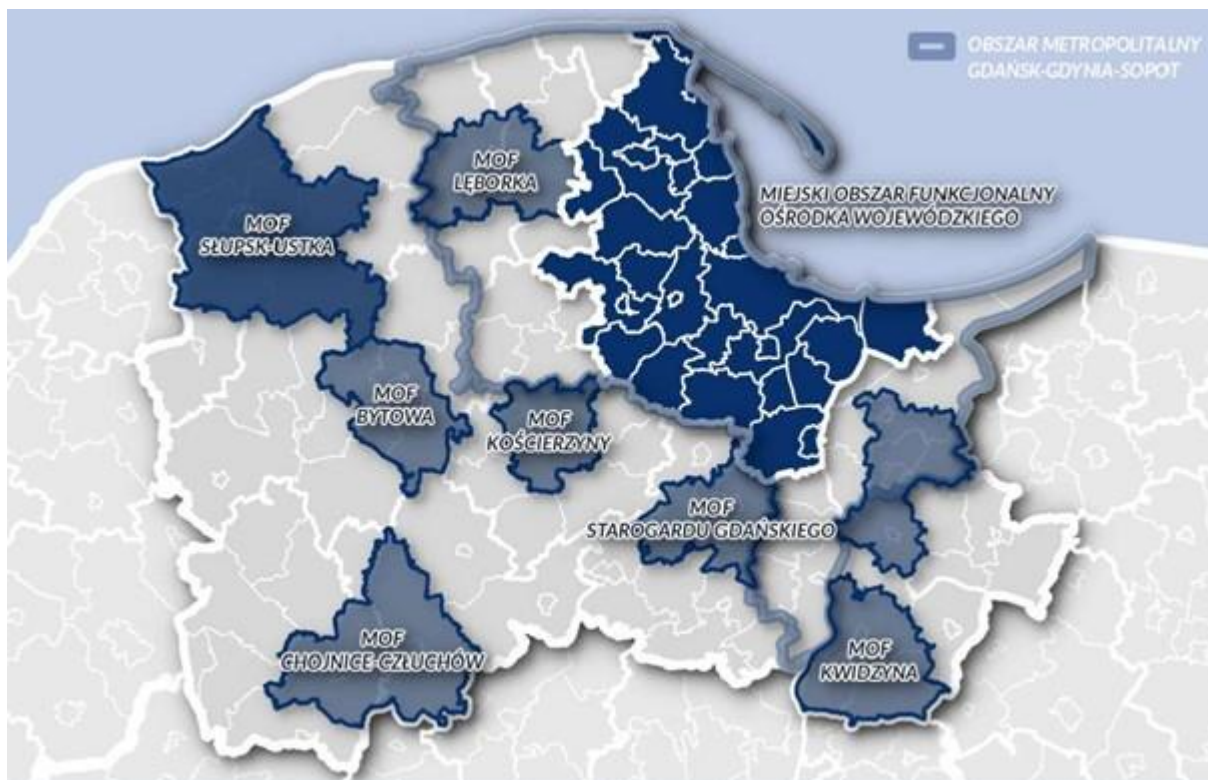 OBSZAR METROPOLITALNY
GDAŃSK-GDYNIA-SOPOT
MOF
LĘBORKA
MIEJSKI OBSZAR FUNKCJONALNY
OŚRODKA WOJEWÓDZKIEGO
MOF
SŁUPSK-USTKA
MOF
BYTOWA
MOF
KOŚCIERZYNY
MOF
STAROGARDU GDAŃSKIEGO
MOF
CHOJNICE-CZŁUCHÓW
MOF
KWIDZYNA